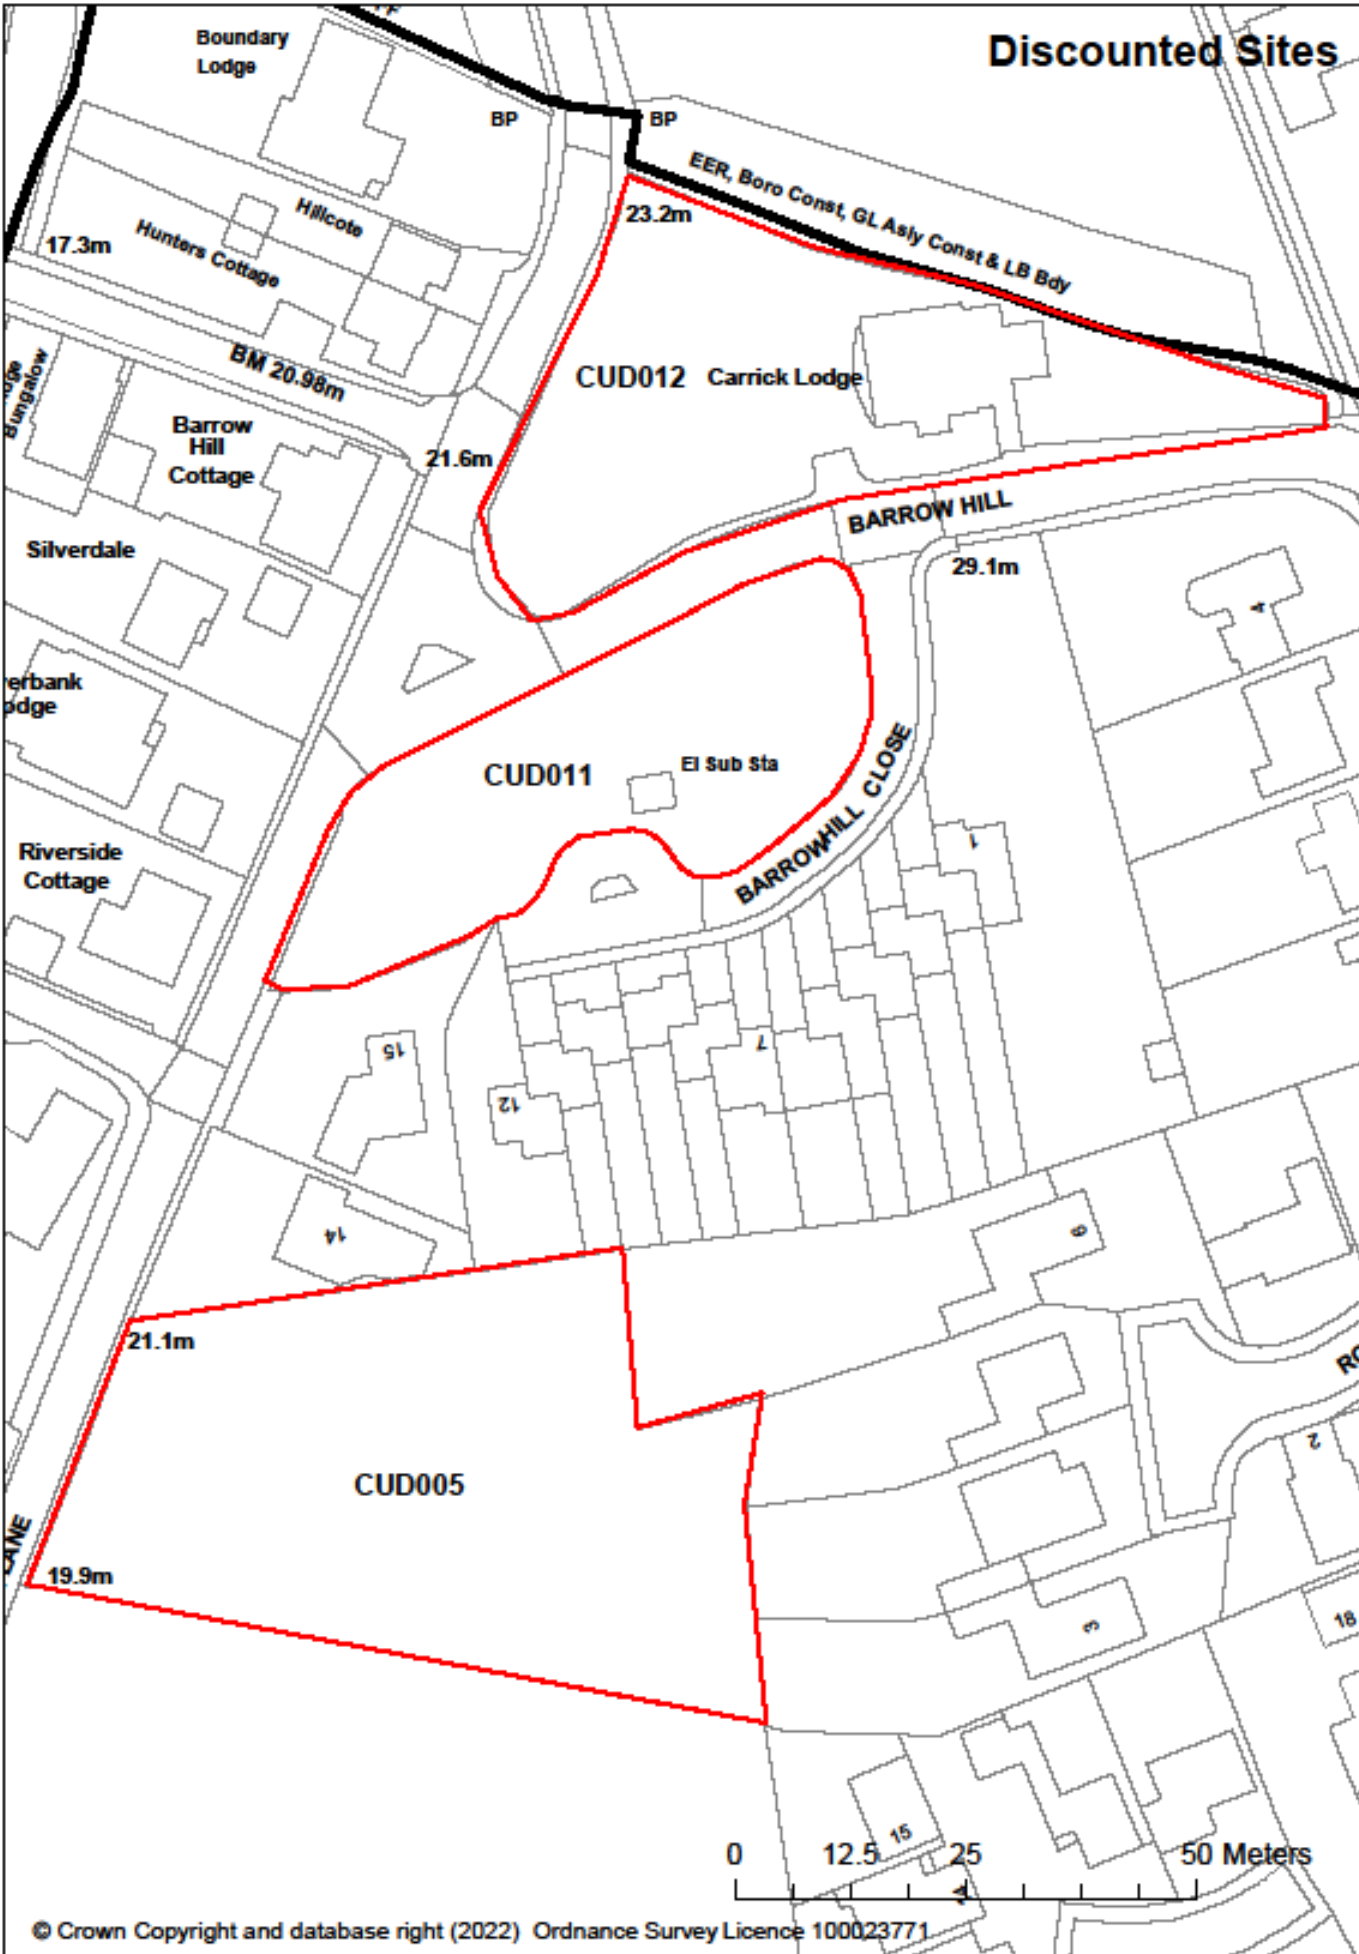 Discounted Sites
Boundary
Lodge
BP
BP
EER, Boro Const, GL Asly Const & LB Bdy
23.2m
Hillcote
17.3m
Hunters Cottage
BM 20.98m
CUD012
Carrick Lodge
Bungalow
Barrow
Hill
Cottage
21.6m
BARROW HILL
Silverdale
29.1m
4
erbank
CUD011
El Sub Sta
BARROW HILL CLOSE
Riverside
Cottage
1
15
7
12
14
21.1m
2
CUD005
LANE
19.9m
3
18
15
0
12.5
25
50 Meters
© Crown Copyright and database right (2022) Ordnance Survey Licence 100023771